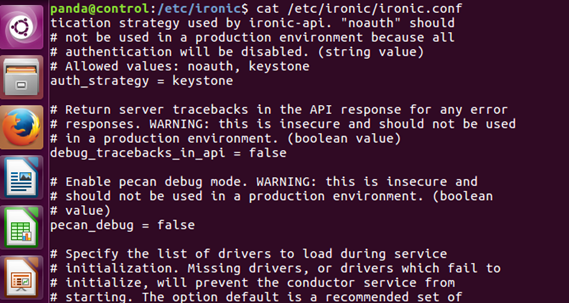 panda@control:/etc/ironic$ cat /etc/ironic/ironic.conf
tication strategy used by ironic-api. "noauth" should
# not be used in a production environment because all
# authentication will be disabled. (string value)
# Allowed values: noauth, keystone
auth_strategy = keystone
# Return server tracebacks in the API response for any error
# responses. WARNING: this is insecure and should not be used
# in a production environment. (boolean value)
debug_tracebacks_in_api = false
# Enable pecan debug mode. WARNING: this is insecure and
# should not be used in a production environment. (boolean
# value)
pecan_debug = false
# Specify the list of drivers to load during service
# initialization. Missing drivers, or drivers which fail to
# initialize, will prevent the conductor service from
# starting. The option default is a recommended set of